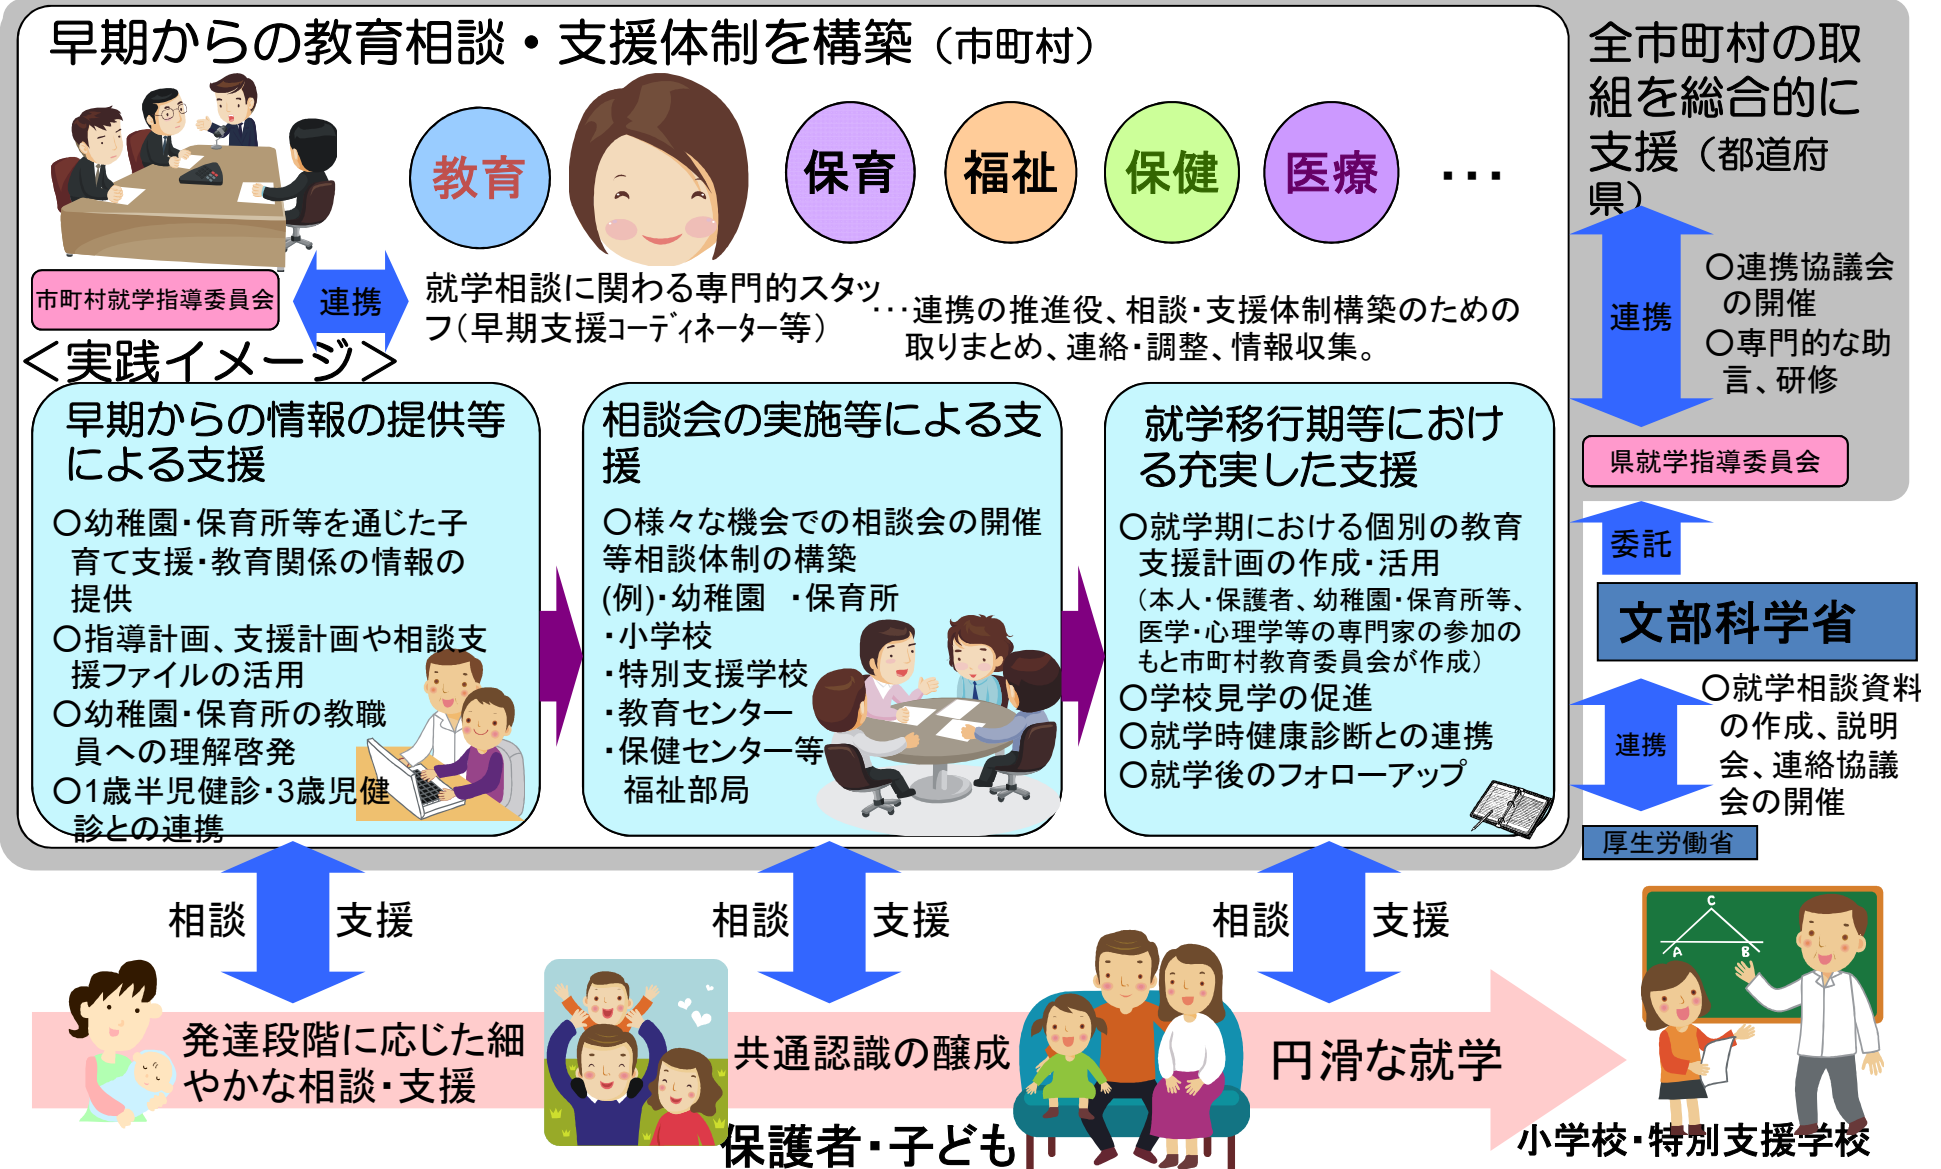 早期からの教育相談・支援体制を構築（市町村）
教育
保育
福祉
保健
医療
･･･
市町村就学指導委員会
連携
就学相談に関わる専門的スタッ
フ（早期支援ｺｰﾃﾞｨﾈｰﾀｰ等）
･･･連携の推進役、相談・支援体制構築のための
取りまとめ、連絡・調整、情報収集。
＜実践イメージ＞
早期からの情報の提供等
による支援
○幼稚園・保育所等を通じた子
育て支援・教育関係の情報の
提供
○指導計画、支援計画や相談支
援ファイルの活用
○幼稚園・保育所の教職
員への理解啓発
○1歳半児健診・3歳児健
診との連携
相談会の実施等による支
援
○様々な機会での相談会の開催
等相談体制の構築
(例)・幼稚園　・保育所
・小学校
・特別支援学校
・教育センター
・保健センター等
福祉部局
就学移行期等におけ
る充実した支援
○就学期における個別の教育
支援計画の作成・活用
（本人・保護者、幼稚園・保育所等、
医学・心理学等の専門家の参加の
もと市町村教育委員会が作成）
○学校見学の促進
○就学時健康診断との連携
○就学後のフォローアップ
全市町村の取
組を総合的に
支援（都道府
県）
連携
○連携協議会
の開催
○専門的な助
言、研修
県就学指導委員会
委託
文部科学省
連携
○就学相談資料
の作成、説明
会、連絡協議
会の開催
厚生労働省
相談
支援
相談
支援
相談
支援
発達段階に応じた細
やかな相談・支援
共通認識の醸成
円滑な就学
C
A
B
保護者・子ども
小学校・特別支援学校